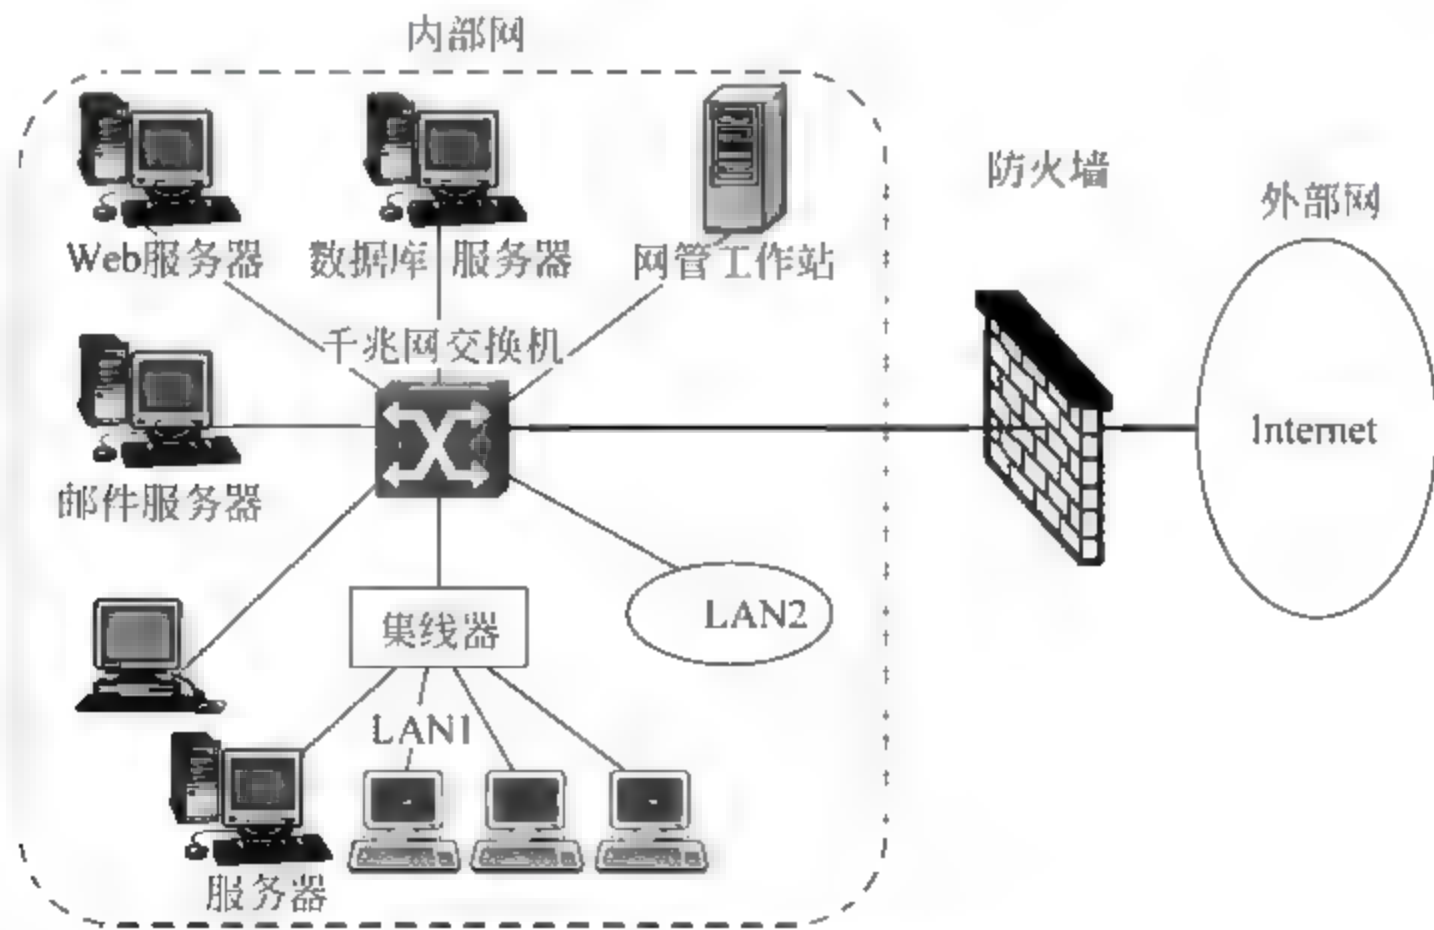 内部网
防火墙
外部网
Web服务器
数据库 服务器
网管工作站
千兆网交换机
Internet
邮件服务器
集线器
LAN2
LAN1
服务器